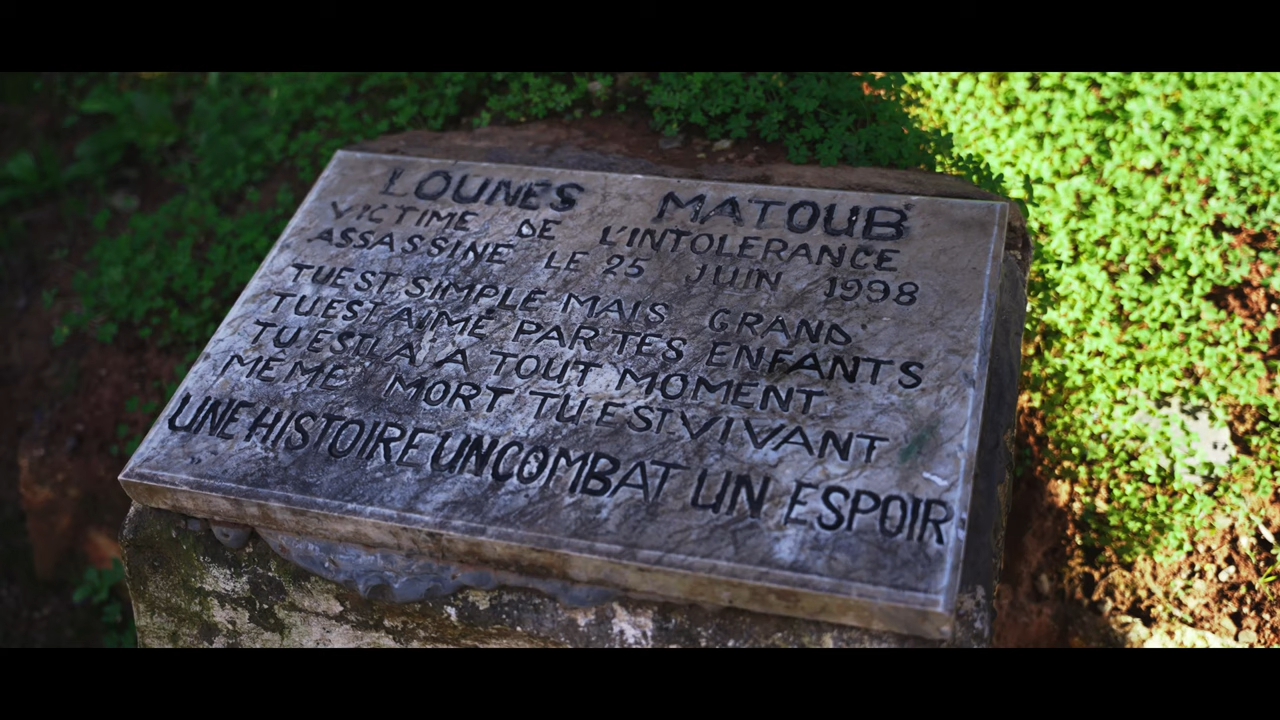 LOUNES MATOUB
VICTIME DE L'INTOLERANCE
ASSASSINE LE 25 JUIN 1998
TU EST SIMPLE MAIS GRAND
TU EST AIME PAR TES ENFANTS
TU EST LA A TOUT MOMENT
MÊME MORT TU EST VIVANT
UNE HISTOIRE UN COMBAT UN ESPOIR